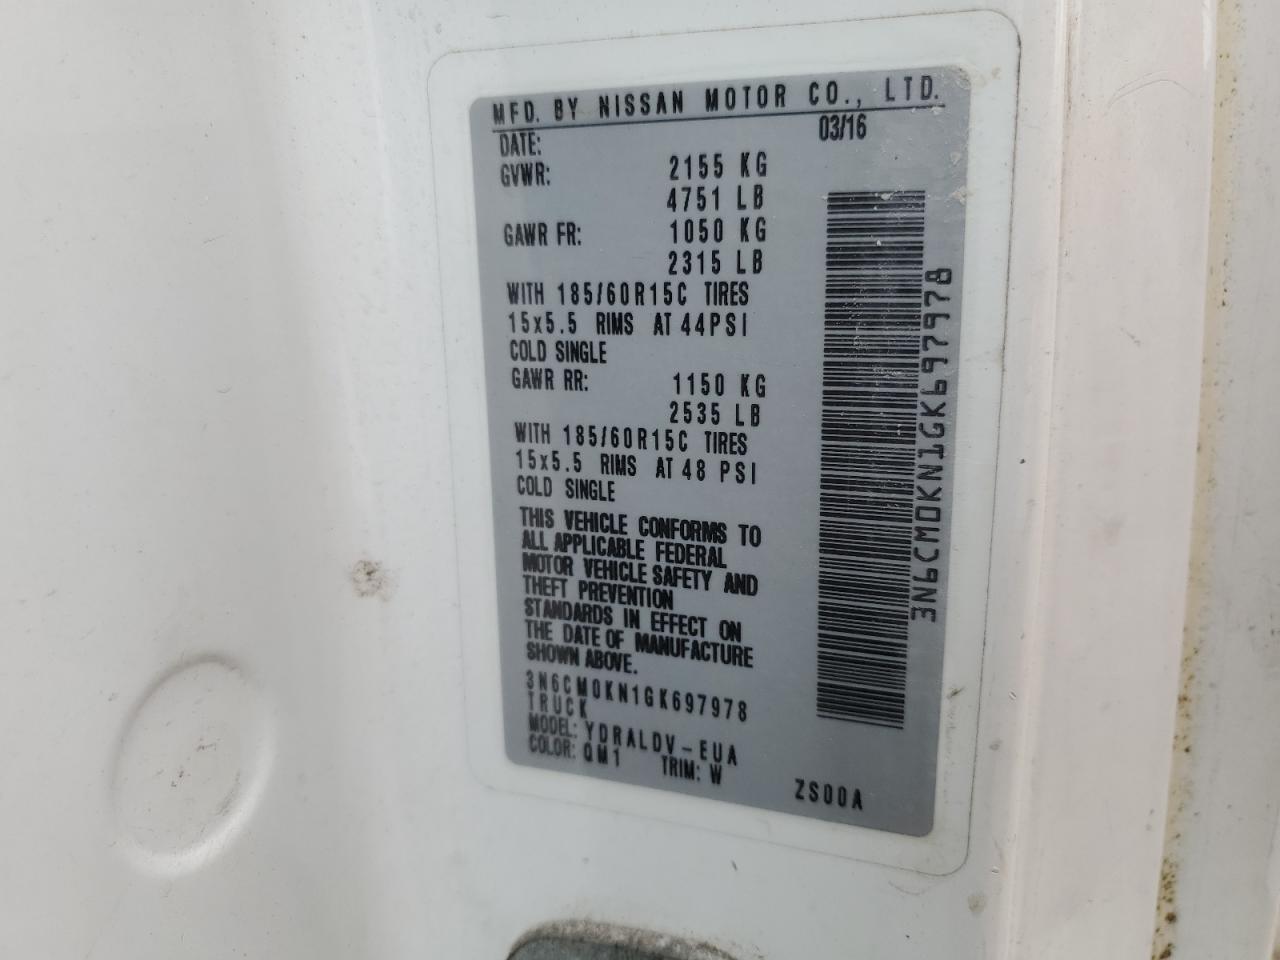 MFD. BY NISSAN MOTOR CO., LTD.
DATE: 03/16
GVWR: 2155 KG
4751 LB
GAWR FR: 1050 KG
2315 LB
WITH 185/60R15C TIRES
15x5.5 RIMS AT 44PSI
COLD SINGLE
GAWR RR: 1150 KG
2535 LB
WITH 185/60R15C TIRES
15x5.5 RIMS AT 48 PSI
COLD SINGLE
THIS VEHICLE CONFORMS TO
ALL APPLICABLE FEDERAL
MOTOR VEHICLE SAFETY AND
THEFT PREVENTION
STANDARDS IN EFFECT ON
THE DATE OF MANUFACTURE
SHOWN ABOVE.
3N6CM0KN1GK697978
TRUCK
MODEL: YDRALDV-EUA
COLOR: QM1 TRIM: W
ZS00A
3N6CM0KN1GK697978